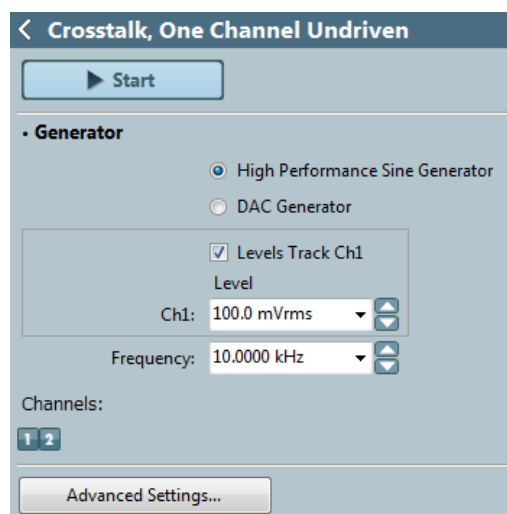 Crosstalk, One Channel Undriven
Start
• Generator
High Performance Sine Generator
DAC Generator
Levels Track Ch1
Level
Ch1: 100.0 mVrms
Frequency: 10.0000 kHz
Channels:
1 2
Advanced Settings...